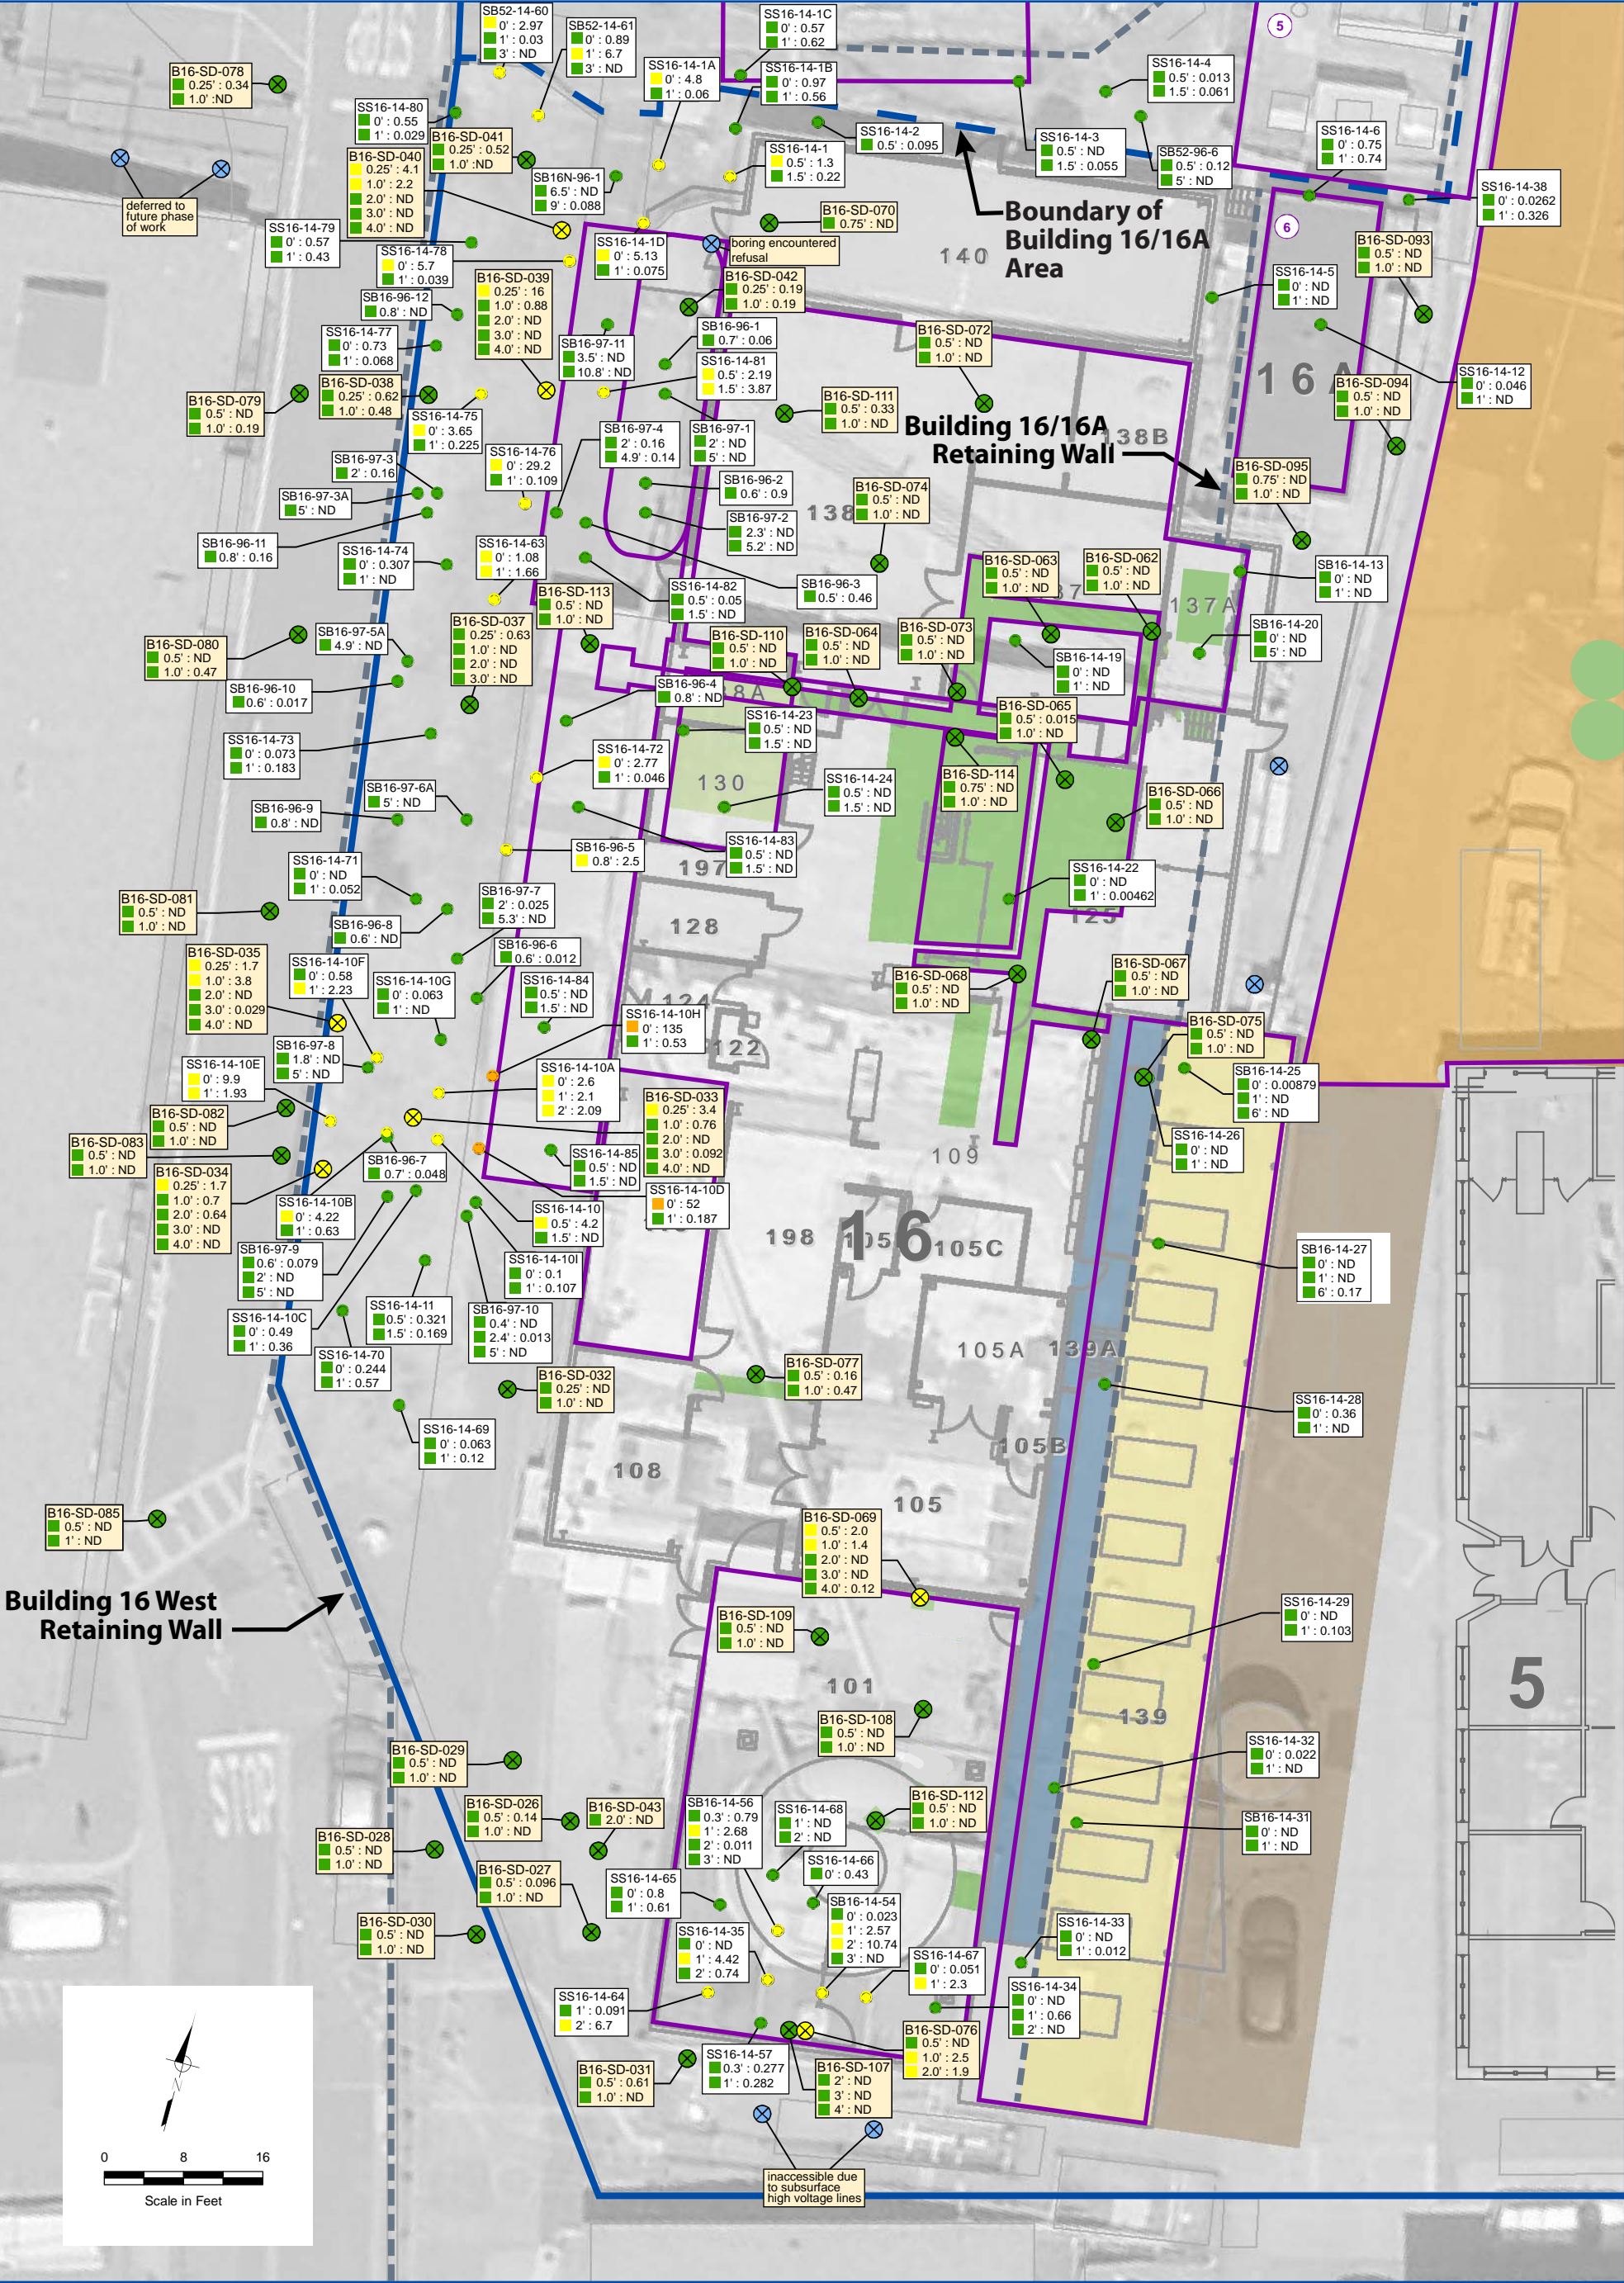 SB52-14-60
0' : 2.97
1' : 0.03
3' : ND
SB52-14-61
0' : 0.89
1' : 6.7
3' : ND
SS16-14-1C
0' : 0.57
1' : 0.62
5
B16-SD-078
0.25' : 0.34
1.0' :ND
SS16-14-1A
0' : 4.8
1' : 0.06
SS16-14-1B
0' : 0.97
1' : 0.56
SS16-14-4
0.5' : 0.013
1.5' : 0.061
SS16-14-80
0' : 0.55
1' : 0.029
B16-SD-041
0.25' : 0.52
1.0' :ND
SS16-14-2
0.5' : 0.095
SS16-14-3
0.5' : ND
1.5' : 0.055
SS16-14-6
0' : 0.75
1' : 0.74
B16-SD-040
0.25' : 4.1
1.0' : 2.2
2.0' : ND
3.0' : ND
4.0' : ND
SS16-14-1
0.5' : 1.3
1.5' : 0.22
SB52-96-6
0.5' : 0.12
5' : ND
SB16N-96-1
6.5' : ND
9' : 0.088
SS16-14-38
0' : 0.0262
1' : 0.326
deferred to
future phase
of work
B16-SD-070
0.75' : ND
Boundary of
Building 16/16A
Area
6
SS16-14-79
0' : 0.57
1' : 0.43
SS16-14-78
0' : 5.7
1' : 0.039
SS16-14-1D
0' : 5.13
1' : 0.075
boring encountered
refusal
140
B16-SD-093
0.5' : ND
1.0' : ND
B16-SD-039
0.25' : 16
1.0' : 0.88
2.0' : ND
3.0' : ND
4.0' : ND
B16-SD-042
0.25' : 0.19
1.0' : 0.19
SS16-14-5
0' : ND
1' : ND
SB16-96-12
0.8' : ND
SB16-96-1
0.7' : 0.06
B16-SD-072
0.5' : ND
1.0' : ND
SS16-14-77
0' : 0.73
1' : 0.068
SB16-97-11
3.5' : ND
10.8' : ND
SS16-14-81
0.5' : 2.19
1.5' : 3.87
16A
SS16-14-12
0' : 0.046
1' : ND
B16-SD-094
0.5' : ND
1.0' : ND
B16-SD-079
0.5' : ND
1.0' : 0.19
B16-SD-038
0.25' : 0.62
1.0' : 0.48
B16-SD-111
0.5' : 0.33
1.0' : ND
SS16-14-75
0' : 3.65
1' : 0.225
Building 16/16A
Retaining Wall
138B
SB16-97-4
2' : 0.16
4.9' : 0.14
SB16-97-1
2' : ND
5' : ND
SS16-14-76
0' : 29.2
1' : 0.109
SB16-97-3
2' : 0.16
SB16-96-2
0.6' : 0.9
B16-SD-074
0.5' : ND
1.0' : ND
B16-SD-095
0.75' : ND
1.0' : ND
SB16-97-3A
5' : ND
138
SB16-97-2
2.3' : ND
5.2' : ND
SB16-96-11
0.8' : 0.16
SS16-14-74
0' : 0.307
1' : ND
SS16-14-63
0' : 1.08
1' : 1.66
SB16-96-3
0.5' : 0.46
B16-SD-063
0.5' : ND
1.0' : ND
B16-SD-062
0.5' : ND
1.0' : ND
SB16-14-13
0' : ND
1' : ND
SS16-14-82
0.5' : 0.05
1.5' : ND
B16-SD-113
0.5' : ND
1.0' : ND
137A
B16-SD-037
0.25' : 0.63
1.0' : ND
2.0' : ND
3.0' : ND
SB16-14-20
0' : ND
5' : ND
B16-SD-080
0.5' : ND
1.0' : 0.47
SB16-97-5A
4.9' : ND
B16-SD-110
0.5' : ND
1.0' : ND
B16-SD-064
0.5' : ND
1.0' : ND
B16-SD-073
0.5' : ND
1.0' : ND
SB16-14-19
0' : ND
1' : ND
SB16-96-10
0.6' : 0.017
SB16-96-4
0.8' : ND
8A
B16-SD-065
0.5' : 0.015
1.0' : ND
SS16-14-23
0.5' : ND
1.5' : ND
SS16-14-73
0' : 0.073
1' : 0.183
SS16-14-72
0' : 2.77
1' : 0.046
130
SS16-14-24
0.5' : ND
1.5' : ND
B16-SD-114
0.75' : ND
1.0' : ND
SB16-97-6A
5' : ND
B16-SD-066
0.5' : ND
1.0' : ND
SB16-96-9
0.8' : ND
SB16-96-5
0.8' : 2.5
SS16-14-83
0.5' : ND
1.5' : ND
197
SS16-14-71
0' : ND
1' : 0.052
SS16-14-22
0' : ND
1' : 0.00462
B16-SD-081
0.5' : ND
1.0' : ND
SB16-97-7
2' : 0.025
5.3' : ND
128
125
SB16-96-8
0.6' : ND
B16-SD-035
0.25' : 1.7
1.0' : 3.8
2.0' : ND
3.0' : 0.029
4.0' : ND
SB16-96-6
0.6' : 0.012
SS16-14-10F
0' : 0.58
1' : 2.23
SS16-14-10G
0' : 0.063
1' : ND
SS16-14-84
0.5' : ND
1.5' : ND
B16-SD-068
0.5' : ND
1.0' : ND
B16-SD-067
0.5' : ND
1.0' : ND
124
SS16-14-10H
0' : 135
1' : 0.53
B16-SD-075
0.5' : ND
1.0' : ND
SB16-97-8
1.8' : ND
5' : ND
122
SS16-14-10E
0' : 9.9
1' : 1.93
SS16-14-10A
0' : 2.6
1' : 2.1
2' : 2.09
SB16-14-25
0' : 0.00879
1' : ND
6' : ND
B16-SD-033
0.25' : 3.4
1.0' : 0.76
2.0' : ND
3.0' : 0.092
4.0' : ND
B16-SD-082
0.5' : ND
1.0' : ND
B16-SD-083
0.5' : ND
1.0' : ND
SS16-14-26
0' : ND
1' : ND
SB16-96-7
0.7' : 0.048
SS16-14-85
0.5' : ND
1.5' : ND
109
B16-SD-034
0.25' : 1.7
1.0' : 0.7
2.0' : 0.64
3.0' : ND
4.0' : ND
SS16-14-10D
0' : 52
1' : 0.187
SS16-14-10B
0' : 4.22
1' : 0.63
SS16-14-10
0.5' : 4.2
1.5' : ND
198
16
105C
SB16-97-9
0.6' : 0.079
2' : ND
5' : ND
SS16-14-10I
0' : 0.1
1' : 0.107
SB16-14-27
0' : ND
1' : ND
6' : 0.17
SS16-14-11
0.5' : 0.321
1.5' : 0.169
SS16-14-10C
0' : 0.49
1' : 0.36
SB16-97-10
0.4' : ND
2.4' : 0.013
5' : ND
105A
139A
SS16-14-70
0' : 0.244
1' : 0.57
B16-SD-077
0.5' : 0.16
1.0' : 0.47
B16-SD-032
0.25' : ND
1.0' : ND
SS16-14-28
0' : 0.36
1' : ND
SS16-14-69
0' : 0.063
1' : 0.12
105B
108
105
B16-SD-085
0.5' : ND
1' : ND
B16-SD-069
0.5' : 2.0
1.0' : 1.4
2.0' : ND
3.0' : ND
4.0' : 0.12
Building 16 West
Retaining Wall
SS16-14-29
0' : ND
1' : 0.103
B16-SD-109
0.5' : ND
1.0' : ND
101
5
B16-SD-108
0.5' : ND
1.0' : ND
139
B16-SD-029
0.5' : ND
1.0' : ND
SS16-14-32
0' : 0.022
1' : ND
B16-SD-026
0.5' : 0.14
1.0' : ND
B16-SD-043
2.0' : ND
SB16-14-56
0.3' : 0.79
1' : 2.68
2' : 0.011
3' : ND
SS16-14-68
1' : ND
2' : ND
B16-SD-112
0.5' : ND
1.0' : ND
SB16-14-31
0' : ND
1' : ND
B16-SD-028
0.5' : ND
1.0' : ND
SS16-14-66
0' : 0.43
B16-SD-027
0.5' : 0.096
1.0' : ND
SS16-14-65
0' : 0.8
1' : 0.61
SB16-14-54
0' : 0.023
1' : 2.57
2' : 10.74
3' : ND
B16-SD-030
0.5' : ND
1.0' : ND
SS16-14-33
0' : ND
1' : 0.012
SS16-14-35
0' : ND
1' : 4.42
2' : 0.74
SS16-14-67
0' : 0.051
1' : 2.3
SS16-14-34
0' : ND
1' : 0.66
2' : ND
SS16-14-64
1' : 0.091
2' : 6.7
B16-SD-076
0.5' : ND
1.0' : 2.5
2.0' : 1.9
SS16-14-57
0.3' : 0.277
1' : 0.282
B16-SD-031
0.5' : 0.61
1.0' : ND
B16-SD-107
2' : ND
3' : ND
4' : ND
N
0 8 16
Scale in Feet
inaccessible due
to subsurface
high voltage lines